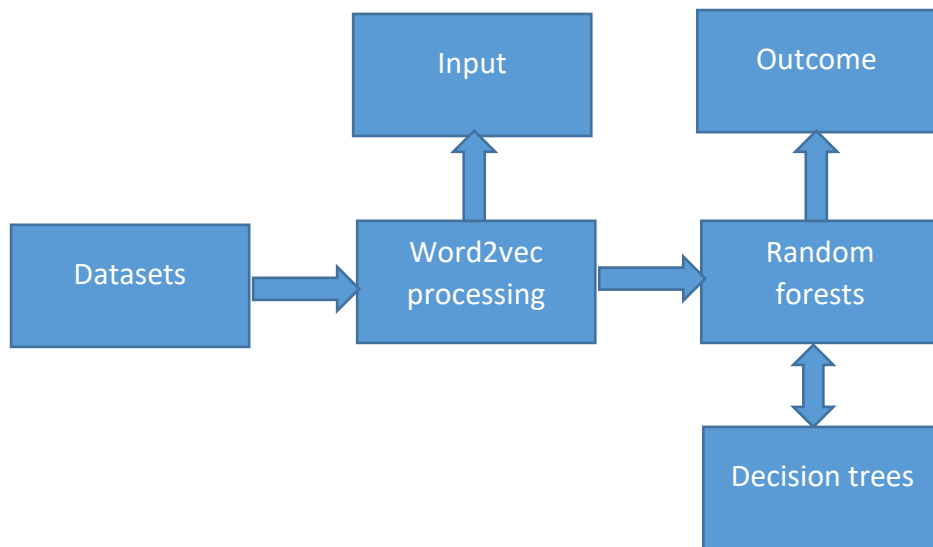 Input
Outcome
Datasets
Word2vec
processing
Random
forests
Decision trees